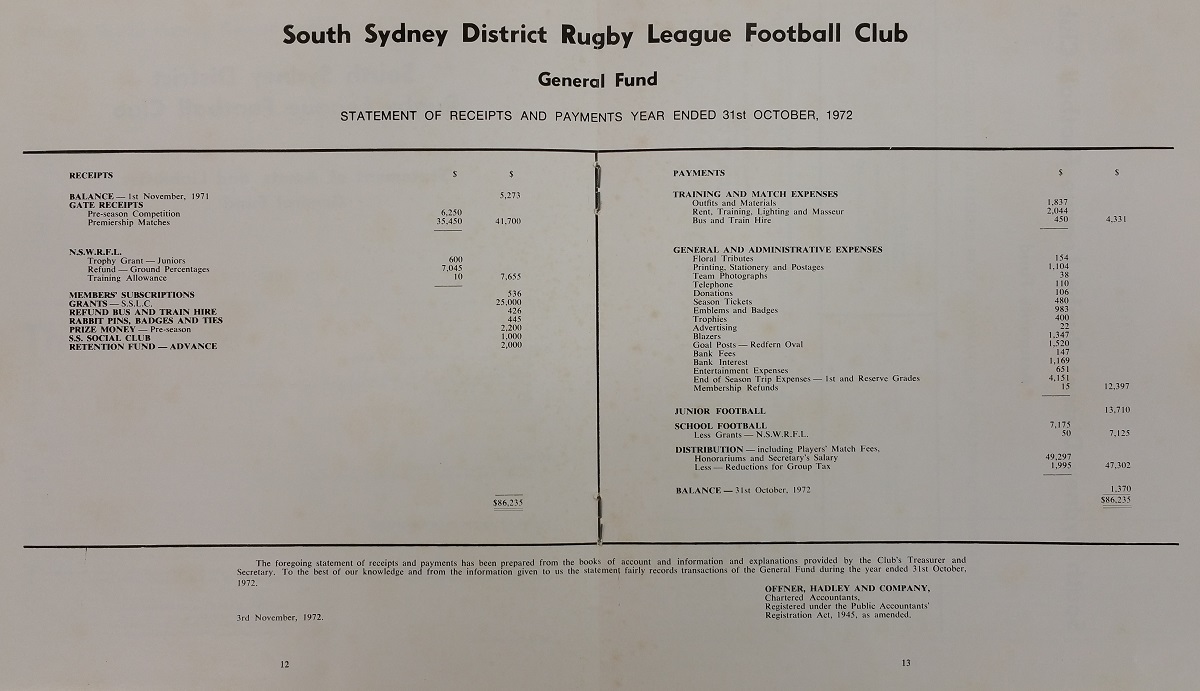 South Sydney District Rugby League Football Club
General Fund
STATEMENT OF RECEIPTS AND PAYMENTS YEAR ENDED 31st OCTOBER, 1972
RECEIPTS $ $
BALANCE — 1st November, 1971 5,273
GATE RECEIPTS
Pre-season Competition 6,250
Premiership Matches 35,450 41,700
N.S.W.R.F.L.
Trophy Grant — Juniors 600
Refund — Ground Percentages 7,045
Training Allowance 10 7,655
MEMBERS' SUBSCRIPTIONS 536
GRANTS — S.S.L.C. 25,000
REFUND BUS AND TRAIN HIRE 426
RABBIT PINS, BADGES AND TIES 445
PRIZE MONEY — Pre-season 2,200
S.S. SOCIAL CLUB 1,000
RETENTION FUND — ADVANCE 2,000
$86,235
PAYMENTS $ $
TRAINING AND MATCH EXPENSES
Outfits and Materials 1,837
Rent, Training, Lighting and Masseur 2,044
Bus and Train Hire 450 4,331
GENERAL AND ADMINISTRATIVE EXPENSES
Floral Tributes 154
Printing, Stationery and Postages 1,104
Team Photographs 38
Telephone 110
Donations 106
Season Tickets 480
Emblems and Badges 983
Trophies 400
Advertising 22
Blazers 1,347
Goal Posts — Redfern Oval 1,520
Bank Fees 147
Bank Interest 1,169
Entertainment Expenses 651
End of Season Trip Expenses — 1st and Reserve Grades 4,151
Membership Refunds 15 12,397
JUNIOR FOOTBALL 13,710
SCHOOL FOOTBALL 7,175
Less Grants — N.S.W.R.F.L. 50 7,125
DISTRIBUTION — including Players' Match Fees,
Honorariums and Secretary's Salary 49,297
Less — Reductions for Group Tax 1,995 47,302
BALANCE — 31st October, 1972 1,370
$86,235
The foregoing statement of receipts and payments has been prepared from the books of account and information and explanations provided by the Club's Treasurer and
Secretary. To the best of our knowledge and from the information given to us the statement fairly records transactions of the General Fund during the year ended 31st October,
1972.
OFFNER, HADLEY AND COMPANY,
Chartered Accountants,
Registered under the Public Accountants'
Registration Act, 1945, as amended.
3rd November, 1972.
12
13